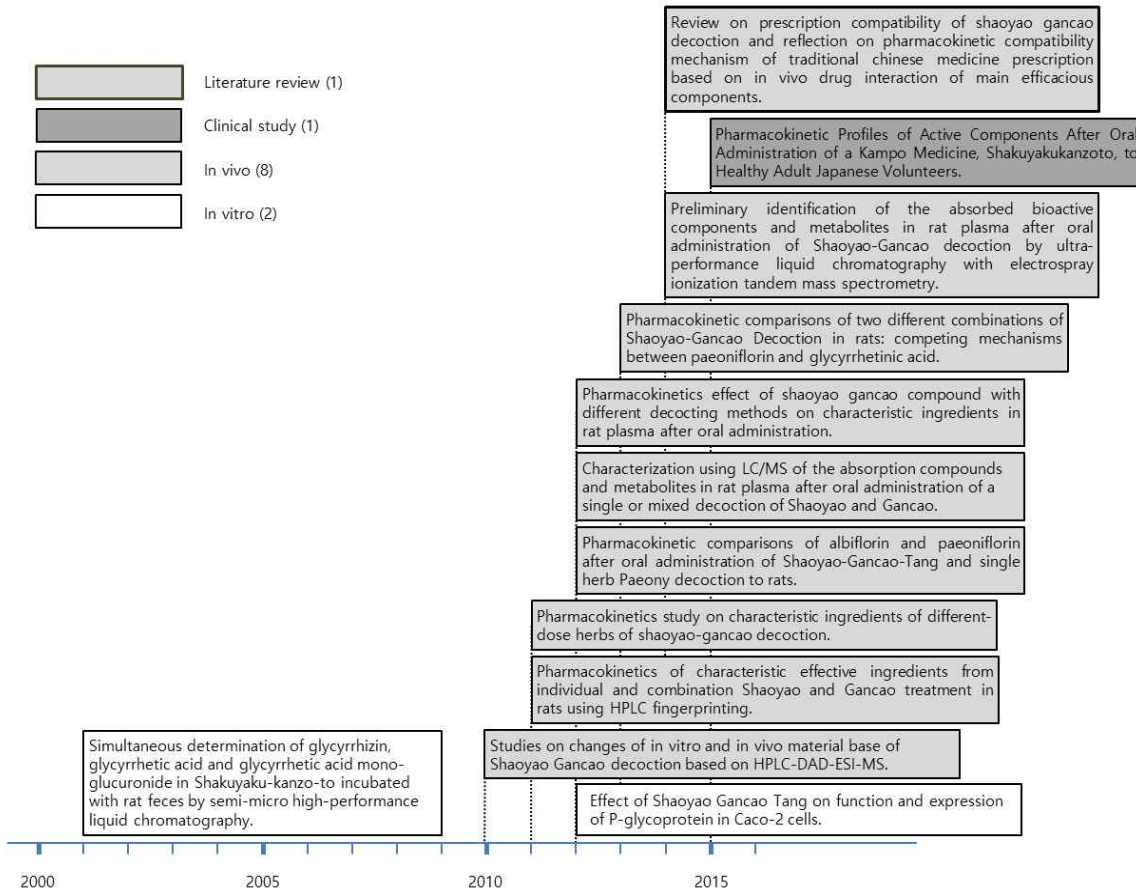 Literature review (1)
Clinical study (1)
In vivo (8)
In vitro (2)
Review on prescription compatibility of shaoyao gancao
decoction and reflection on pharmacokinetic compatibility
mechanism of traditional chinese medicine prescription
based on in vivo drug interaction of main efficacious
components.
Pharmacokinetic Profiles of Active Components After Oral
Administration of a Kampo Medicine, Shakuyakukanzoto, to
Healthy Adult Japanese Volunteers.
Preliminary identification of the absorbed bioactive
components and metabolites in rat plasma after oral
administration of Shaoyao-Gancao decoction by ultra-
performance liquid chromatography with electrospray
ionization tandem mass spectrometry.
Pharmacokinetic comparisons of two different combinations of
Shaoyao-Gancao Decoction in rats: competing mechanisms
between paeoniflorin and glycyrrhetinic acid.
Pharmacokinetics effect of shaoyao gancao compound with
different decocting methods on characteristic ingredients in
rat plasma after oral administration.
Characterization using LC/MS of the absorption compounds
and metabolites in rat plasma after oral administration of a
single or mixed decoction of Shaoyao and Gancao.
Pharmacokinetic comparisons of albiflorin and paeoniflorin
after oral administration of Shaoyao-Gancao-Tang and single
herb Paeony decoction to rats.
Pharmacokinetics study on characteristic ingredients of different-
dose herbs of shaoyao-gancao decoction.
Pharmacokinetics of characteristic effective ingredients from
individual and combination Shaoyao and Gancao treatment in
rats using HPLC fingerprinting.
Simultaneous determination of glycyrrhizin,
glycyrrhetic acid and glycyrrhetic acid mono-
glucuronide in Shakuyaku-kanzo-to incubated
with rat feces by semi-micro high-performance
liquid chromatography.
Studies on changes of in vitro and in vivo material base of
Shaoyao Gancao decoction based on HPLC-DAD-ESI-MS.
Effect of Shaoyao Gancao Tang on function and expression
of P-glycoprotein in Caco-2 cells.
2000 2005 2010 2015